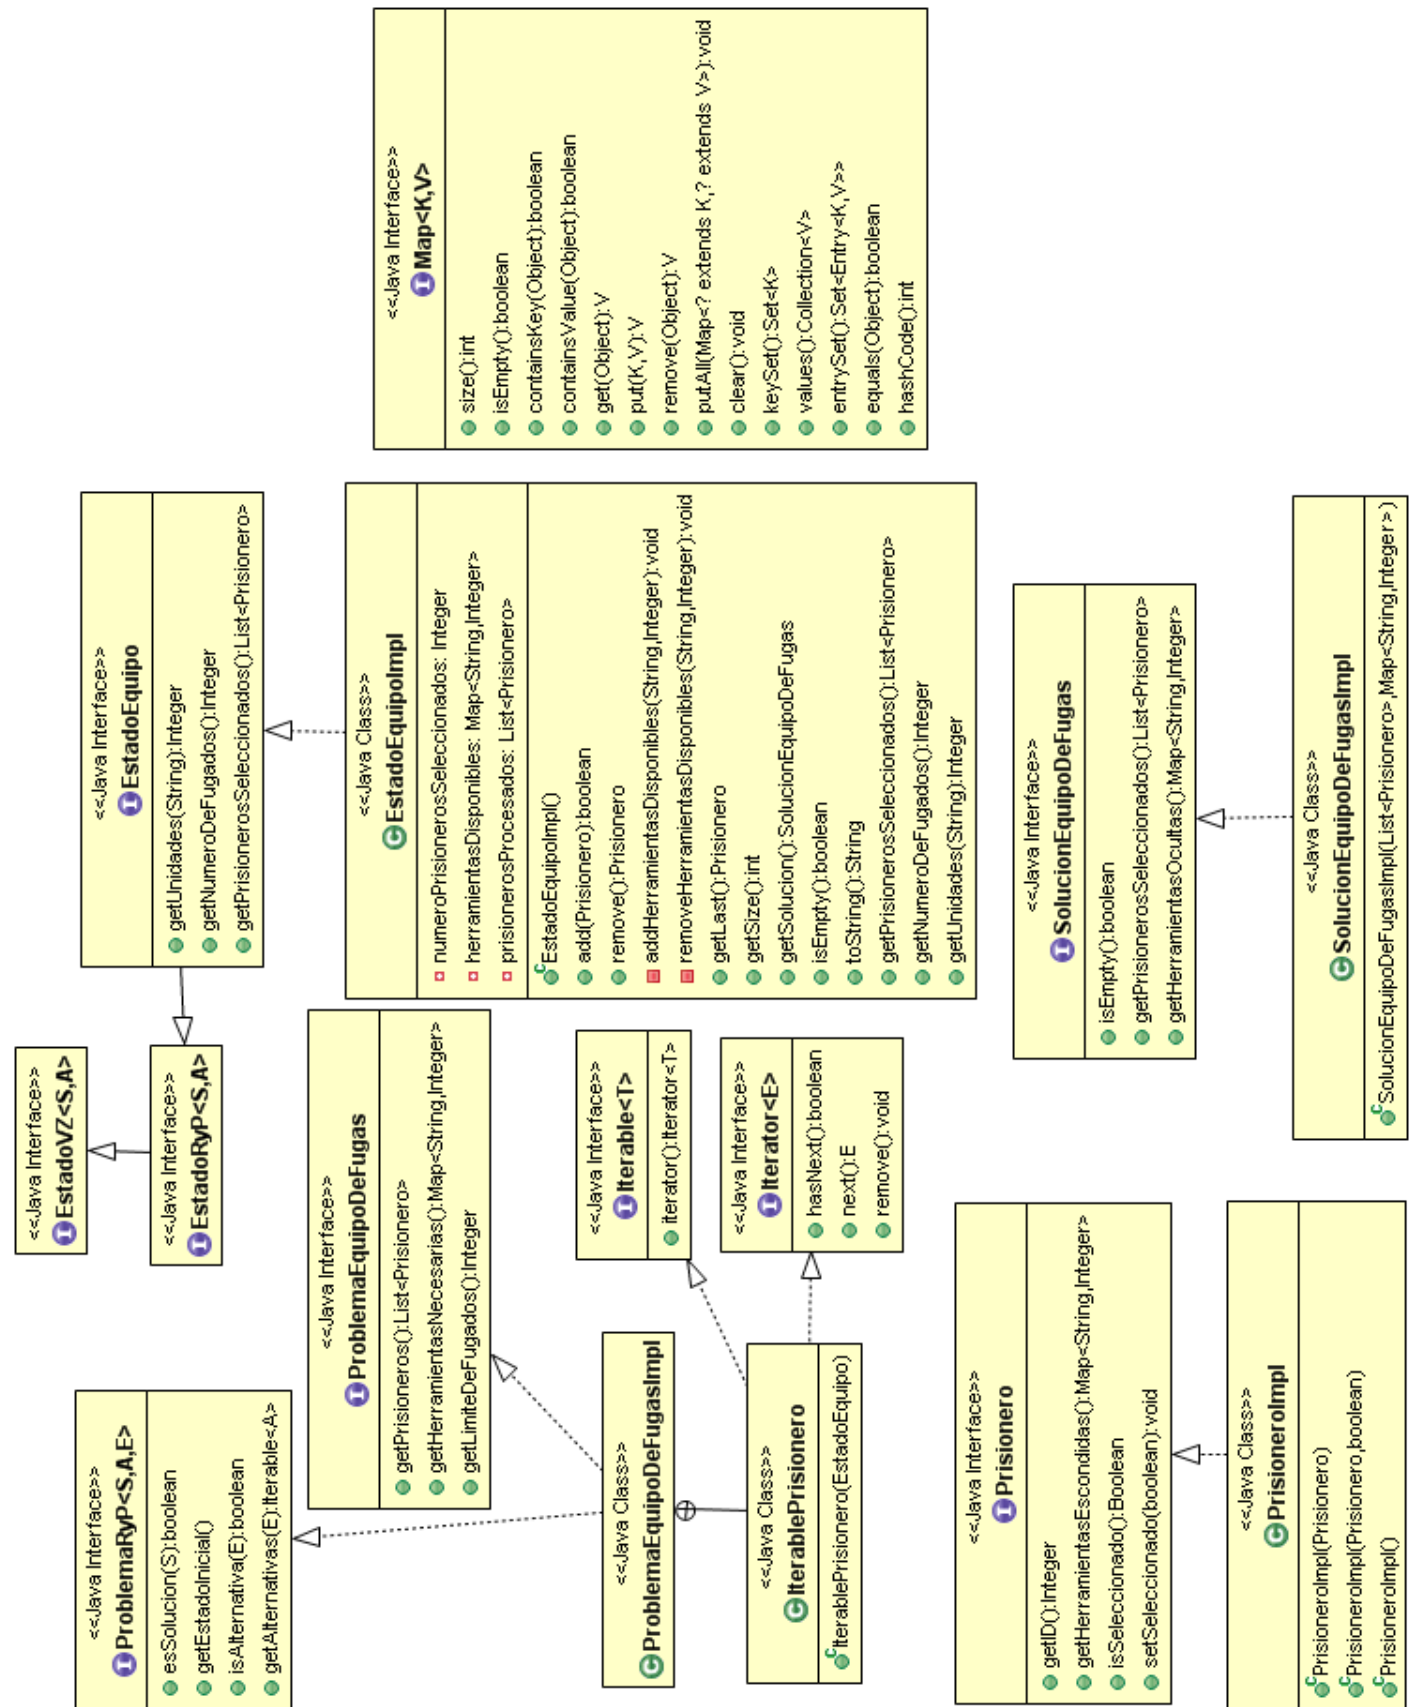 <<Java Interface>>
ProblemaRyP<S,A,E>
esSolucion(S):boolean
getEstadoInicial()
isAlternativa(E):boolean
getAlternativas(E):Iterable<A>
<<Java Interface>>
EstadoVZ<S,A>
<<Java Interface>>
EstadoRyP<S,A>
<<Java Interface>>
EstadoEquipo
getUnidades(String):Integer
getNumeroDeFugados():Integer
getPrisionerosSeleccionados():List<Prisionero>
<<Java Interface>>
ProblemaEquipoDeFugas
getPrisioneros():List<Prisionero>
getHerramientasNecesarias():Map<String,Integer>
getLimiteDeFugados():Integer
<<Java Class>>
EstadoEquipoImpl
numeroPrisionerosSeleccionados: Integer
herramientasDisponibles: Map<String,Integer>
prisionerosProcesados: List<Prisionero>
EstadoEquipoImpl()
add(Prisionero):boolean
remove():Prisionero
addHerramientasDisponibles(String,Integer):void
removeHerramientasDisponibles(String,Integer):void
getLast():Prisionero
getSize():int
getSolucion():SolucionEquipoDeFugas
isEmpty():boolean
toString():String
getPrisionerosSeleccionados():List<Prisionero>
getNumeroDeFugados():Integer
getUnidades(String):Integer
<<Java Interface>>
Map<K,V>
size():int
isEmpty():boolean
containsKey(Object):boolean
containsValue(Object):boolean
get(Object):V
put(K,V):V
remove(Object):V
putAll(Map<? extends K,? extends V>):void
clear():void
keySet():Set<K>
values():Collection<V>
entrySet():Set<Entry<K,V>>
equals(Object):boolean
hashCode():int
<<Java Class>>
ProblemaEquipoDeFugasImpl
<<Java Interface>>
Iterable<T>
iterator():Iterator<T>
<<Java Class>>
IterablePrisionero
IterablePrisionero(EstadoEquipo)
<<Java Interface>>
Iterator<E>
hasNext():boolean
next():E
remove():void
<<Java Interface>>
Prisionero
getID():Integer
getHerramientasEscondidas():Map<String,Integer>
isSeleccionado():Boolean
setSeleccionado(boolean):void
<<Java Interface>>
SolucionEquipoDeFugas
isEmpty():boolean
getPrisionerosSeleccionados():List<Prisionero>
getHerramientasOcultas():Map<String,Integer>
<<Java Class>>
PrisioneroImpl
PrisioneroImpl(Prisionero)
PrisioneroImpl(Prisionero,boolean)
PrisioneroImpl()
<<Java Class>>
SolucionEquipoDeFugasImpl
SolucionEquipoDeFugasImpl(List<Prisionero>,Map<String,Integer>)